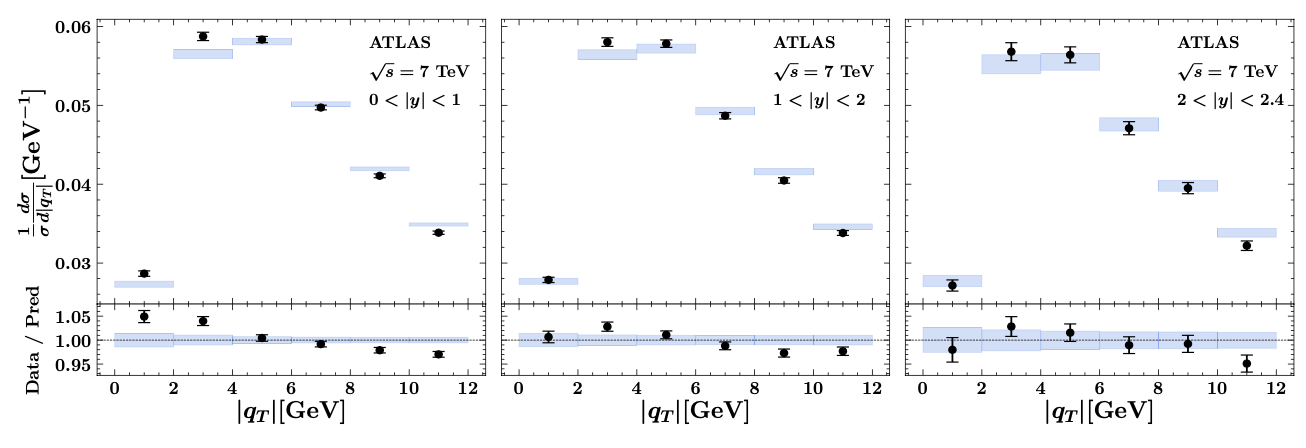 1/σ dσ/d|q_T| [GeV⁻¹]
0.06
0.05
0.04
0.03
ATLAS
√s = 7 TeV
0 < |y| < 1
ATLAS
√s = 7 TeV
1 < |y| < 2
ATLAS
√s = 7 TeV
2 < |y| < 2.4
Data / Pred
1.05
1.00
0.95
0 2 4 6 8 10 12
0 2 4 6 8 10 12
0 2 4 6 8 10 12
|q_T|[GeV]
|q_T|[GeV]
|q_T|[GeV]